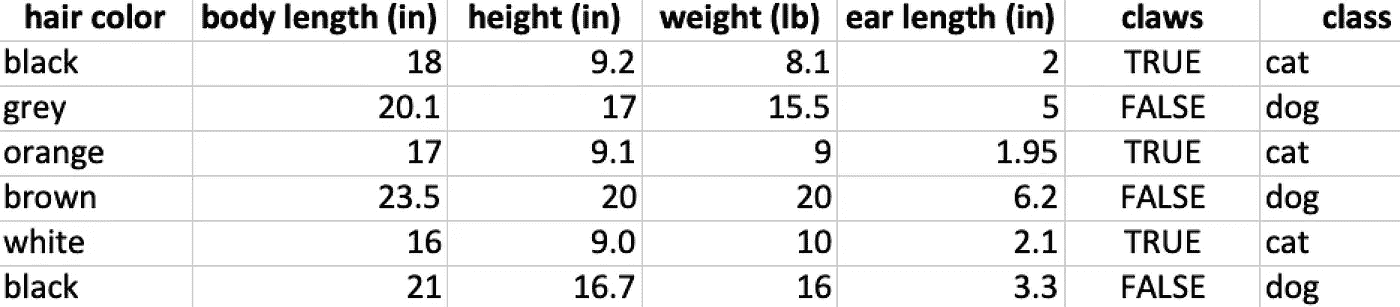 hair color body length (in) height (in) weight (lb) ear length (in) claws class
black 18 9.2 8.1 2 TRUE cat
grey 20.1 17 15.5 5 FALSE dog
orange 17 9.1 9 1.95 TRUE cat
brown 23.5 20 20 6.2 FALSE dog
white 16 9.0 10 2.1 TRUE cat
black 21 16.7 16 3.3 FALSE dog